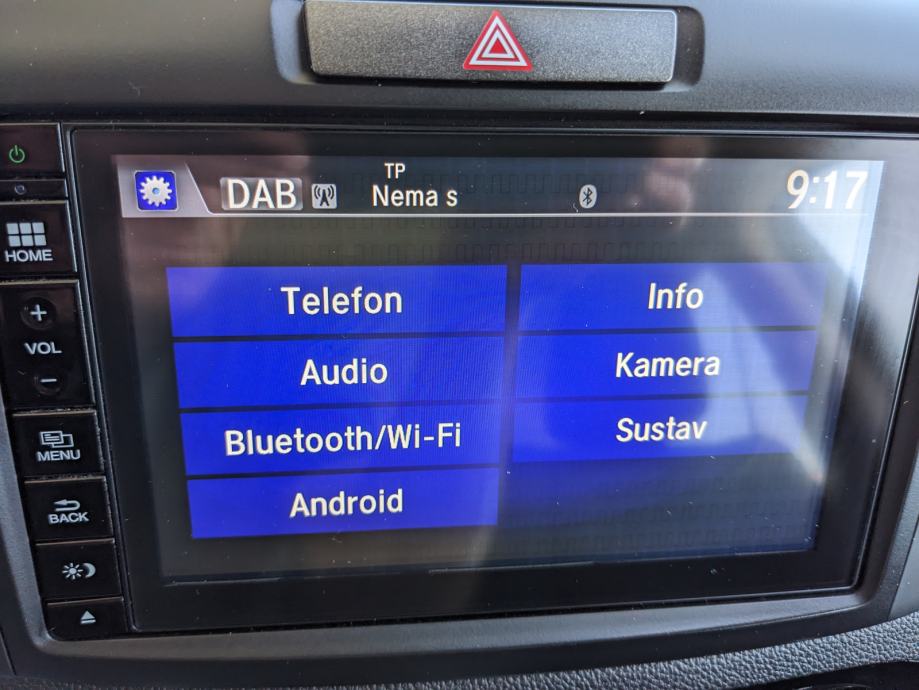 DAB
TP
Nema s
9:17
HOME
+
VOL
−
MENU
BACK
Telefon
Info
Audio
Kamera
Bluetooth/Wi-Fi
Sustav
Android